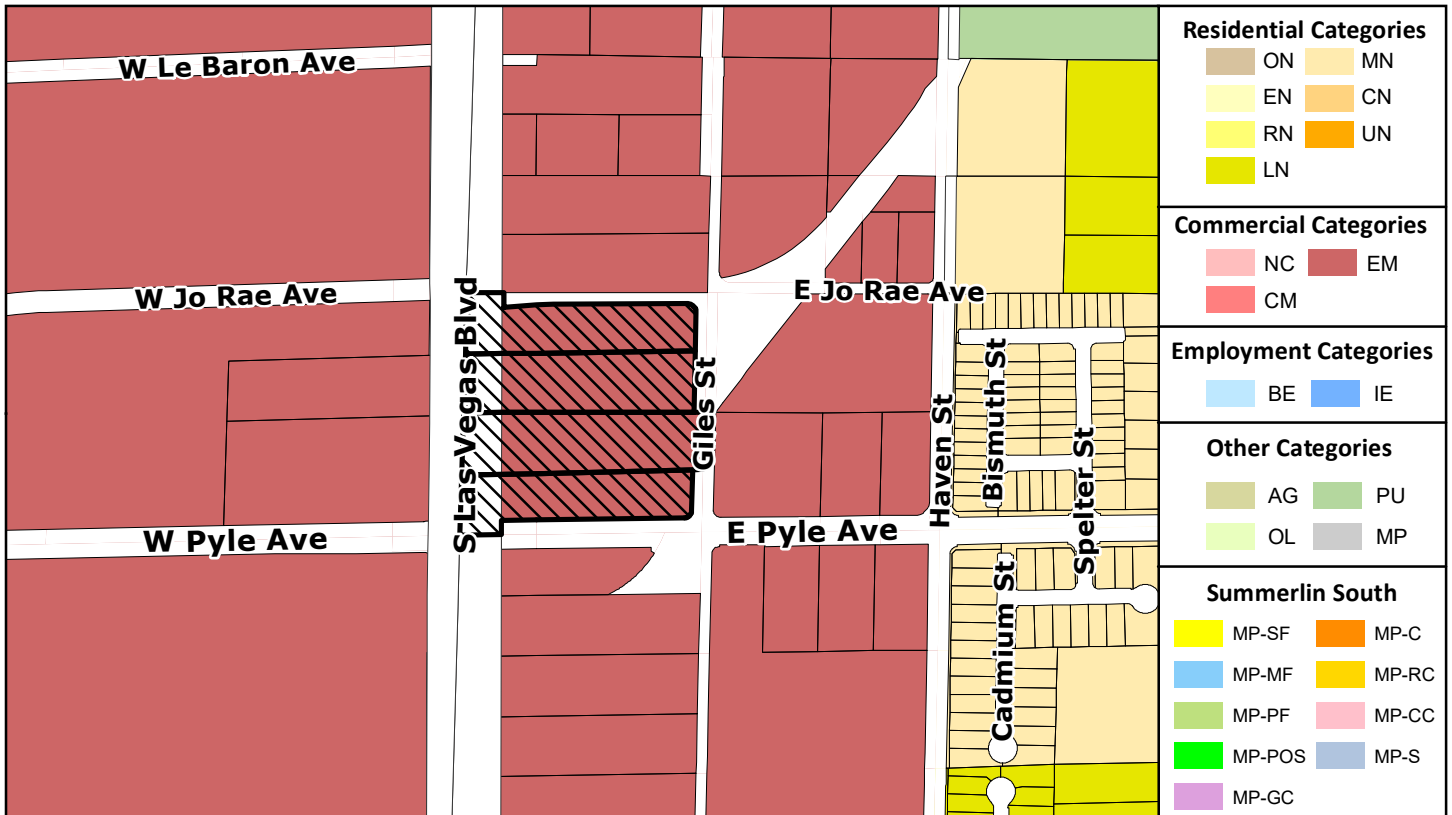 W Le Baron Ave
W Jo Rae Ave
E Jo Rae Ave
S Las Vegas Blvd
Giles St
Haven St
Bismuth St
Spelter St
W Pyle Ave
E Pyle Ave
Cadmium St
Residential Categories
ON MN
EN CN
RN UN
LN
Commercial Categories
NC EM
CM
Employment Categories
BE IE
Other Categories
AG PU
OL MP
Summerlin South
MP-SF MP-C
MP-MF MP-RC
MP-PF MP-CC
MP-POS MP-S
MP-GC